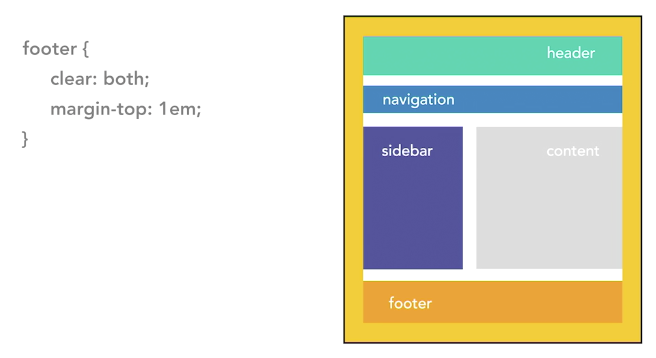 footer {
clear: both;
margin-top: 1em;
}
header
navigation
sidebar
content
footer